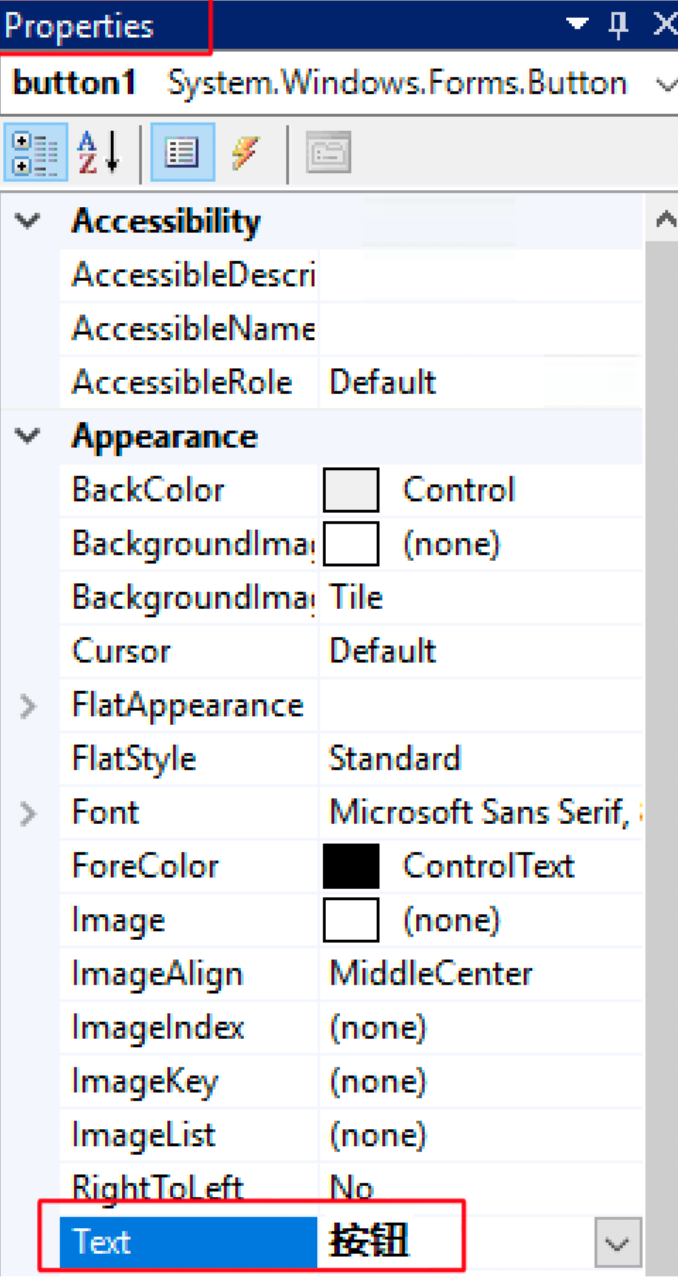 Properties
button1 System.Windows.Forms.Button
Accessibility
AccessibleDescri
AccessibleName
AccessibleRole Default
Appearance
BackColor Control
BackgroundImag (none)
BackgroundImag Tile
Cursor Default
FlatAppearance
FlatStyle Standard
Font Microsoft Sans Serif,
ForeColor ControlText
Image (none)
ImageAlign MiddleCenter
ImageIndex (none)
ImageKey (none)
ImageList (none)
RightToLeft No
Text 按钮